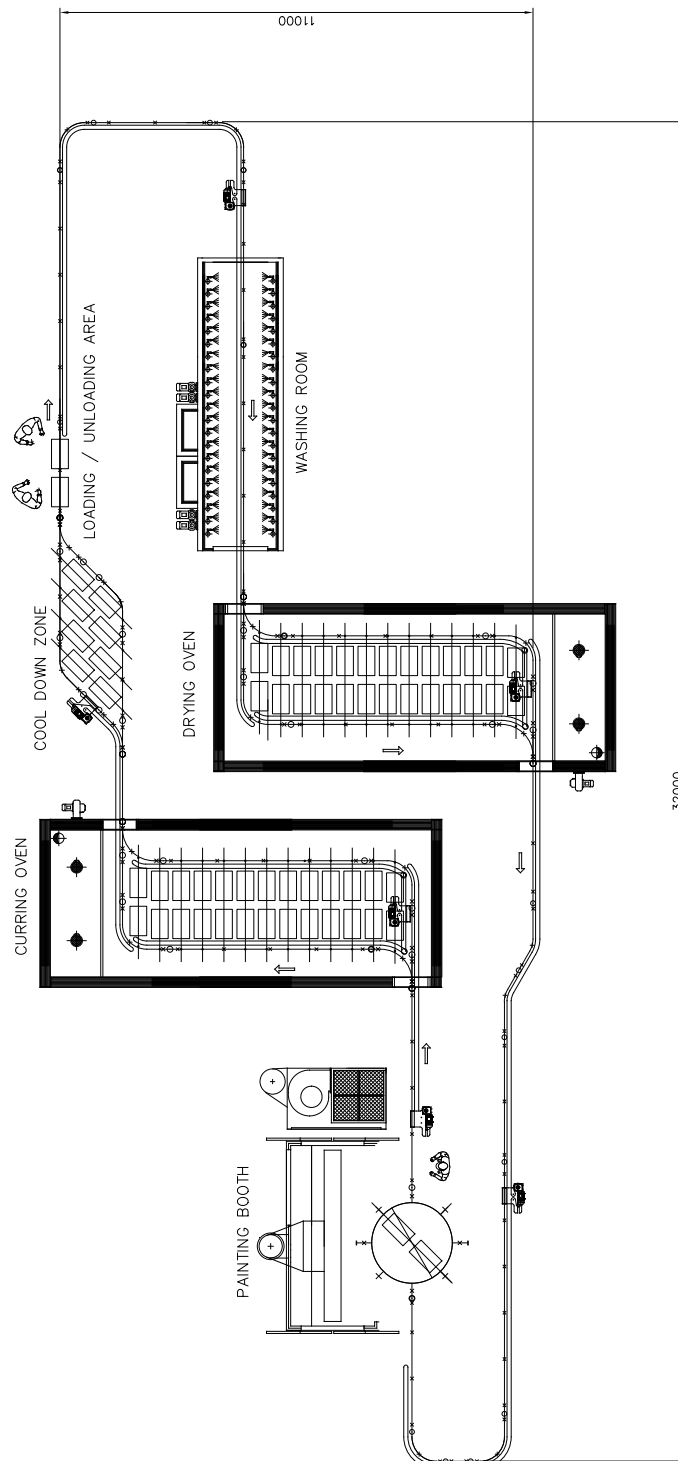 11000
LOADING / UNLOADING AREA
WASHING ROOM
COOL DOWN ZONE
DRYING OVEN
32000
CURRING OVEN
PAINTING BOOTH